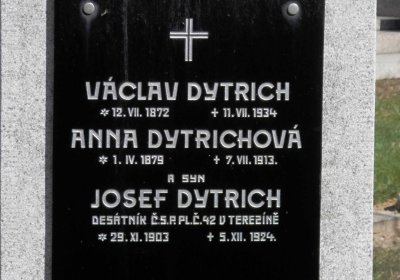 VÁCLAV DYTRICH
* 12. VII. 1872 + 11. VII. 1934
ANNA DYTRICHOVÁ
* 1. IV. 1879 + 7. VII. 1913.
A SYN
JOSEF DYTRICH
DESÁTNÍK Č.S.P.PL.Č.42 V TEREZÍNĚ
* 29. XI. 1903 + 5. XII. 1924.